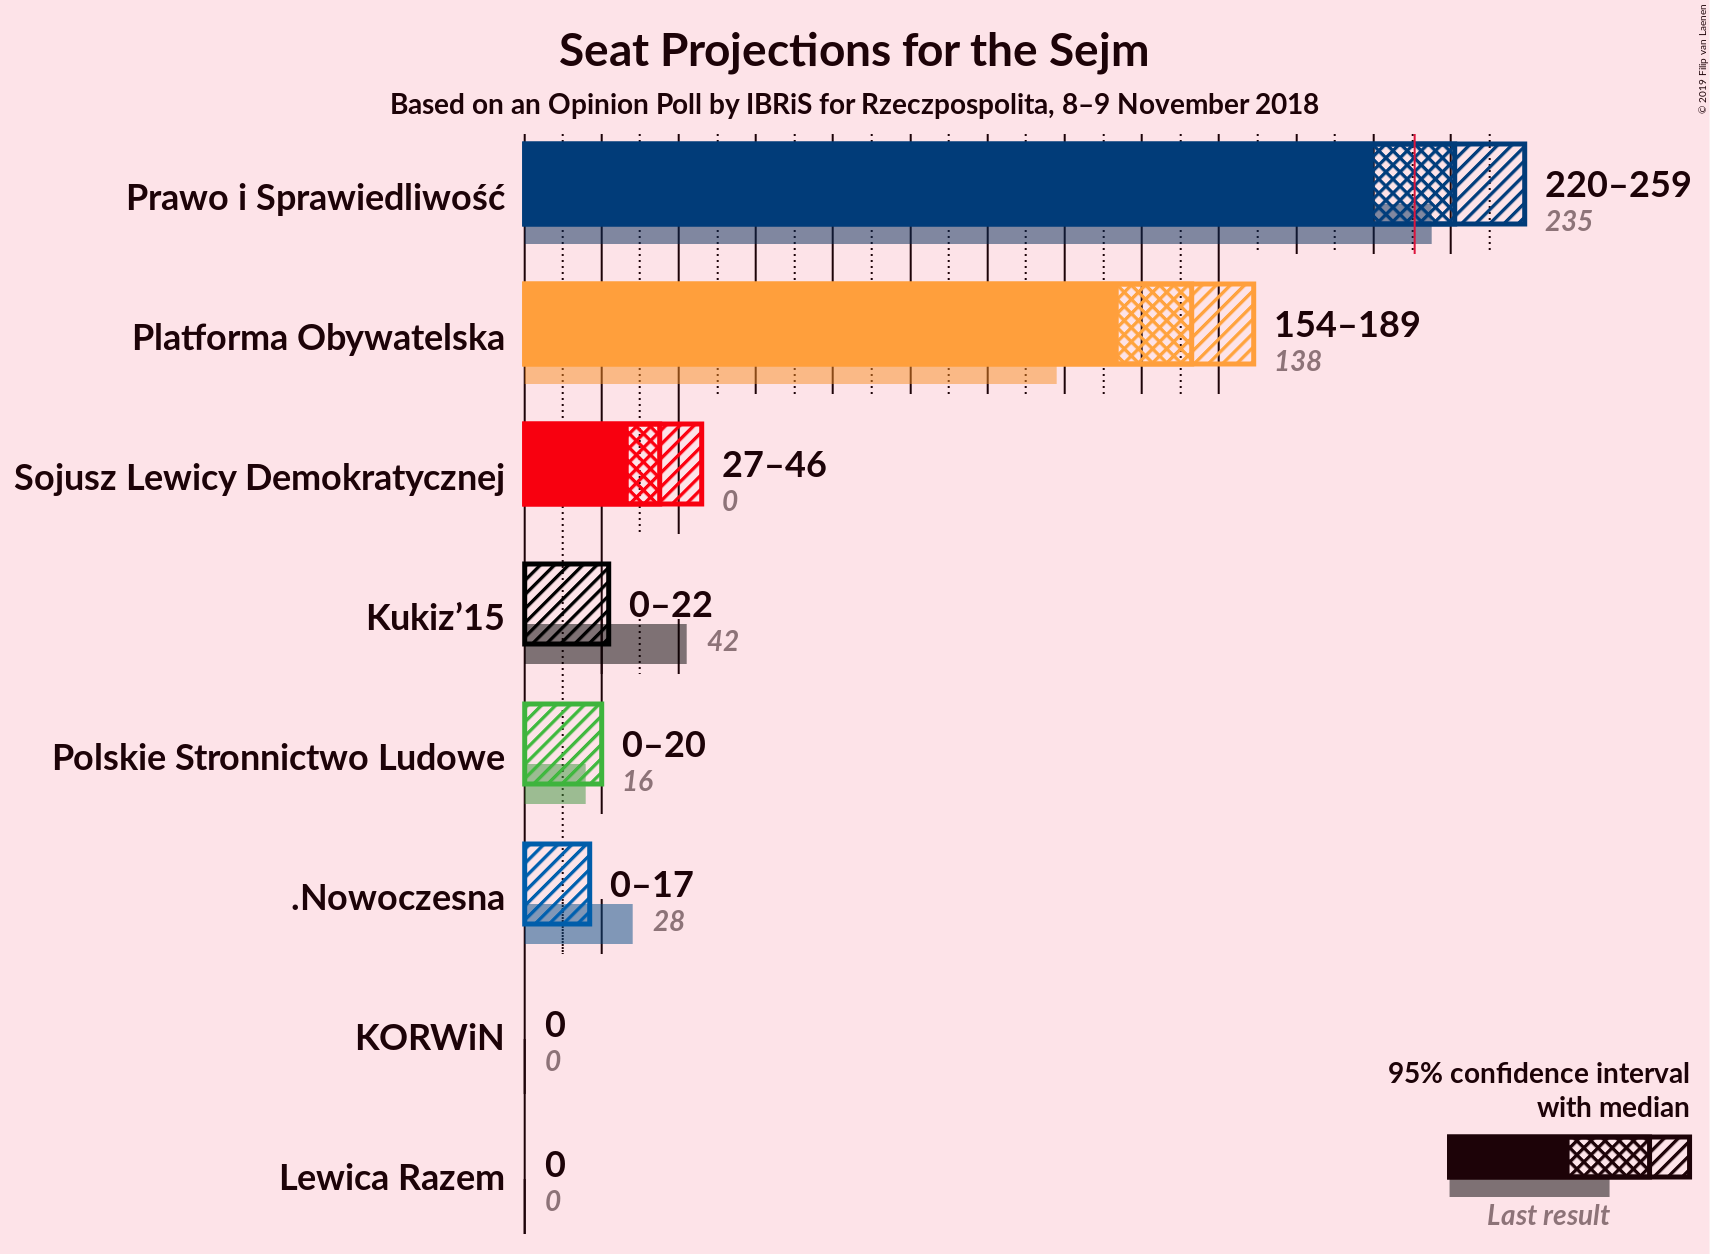 Seat Projections for the Sejm
Based on an Opinion Poll by IBRiS for Rzeczpospolita, 8–9 November 2018
© 2019 Filip van Laenen
Prawo i Sprawiedliwość
220–259
235
Platforma Obywatelska
154–189
138
Sojusz Lewicy Demokratycznej
27–46
0
Kukiz’15
0–22
42
Polskie Stronnictwo Ludowe
0–20
16
.Nowoczesna
0–17
28
KORWiN
0
0
Lewica Razem
0
0
95% confidence interval
with median
Last result